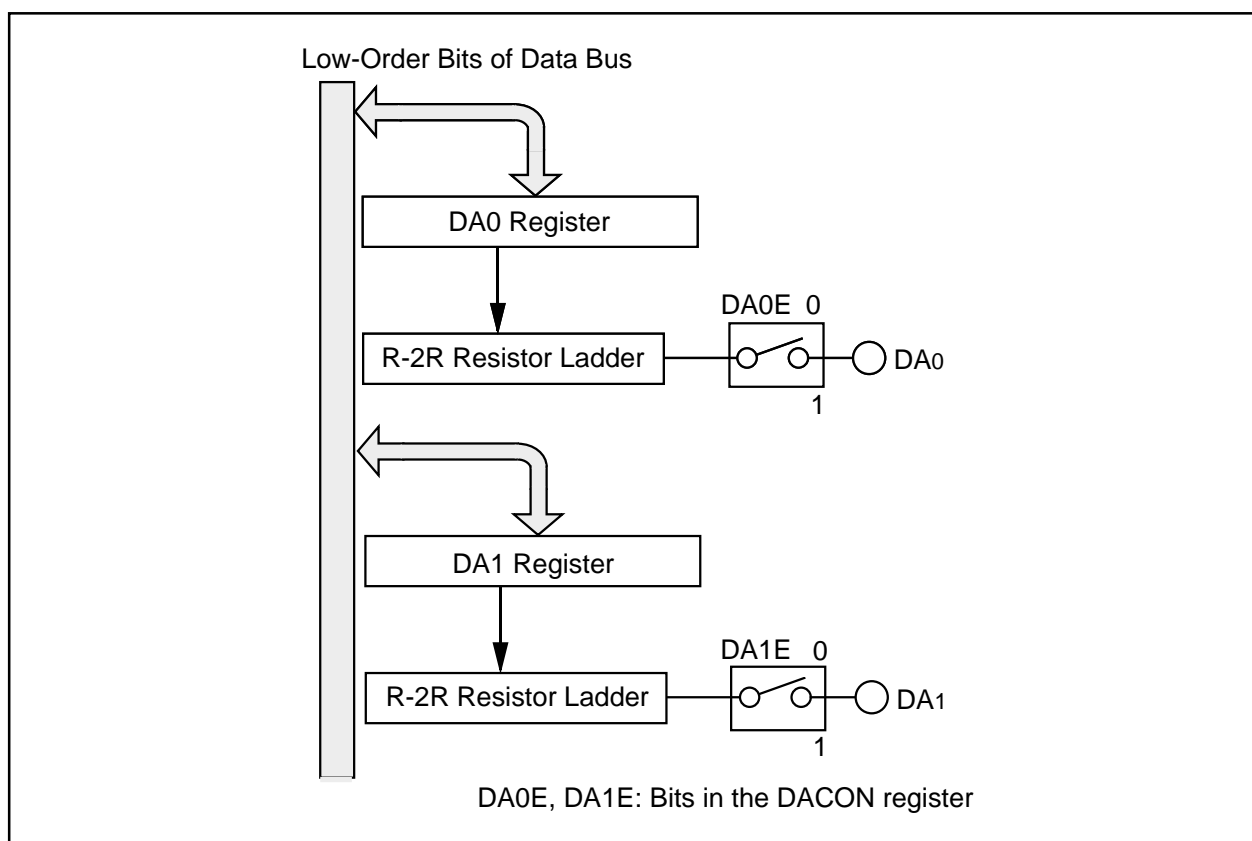 Low-Order Bits of Data Bus
DA0 Register
DA0E 0
R-2R Resistor Ladder
DA0
1
DA1 Register
DA1E 0
R-2R Resistor Ladder
DA1
1
DA0E, DA1E: Bits in the DACON register